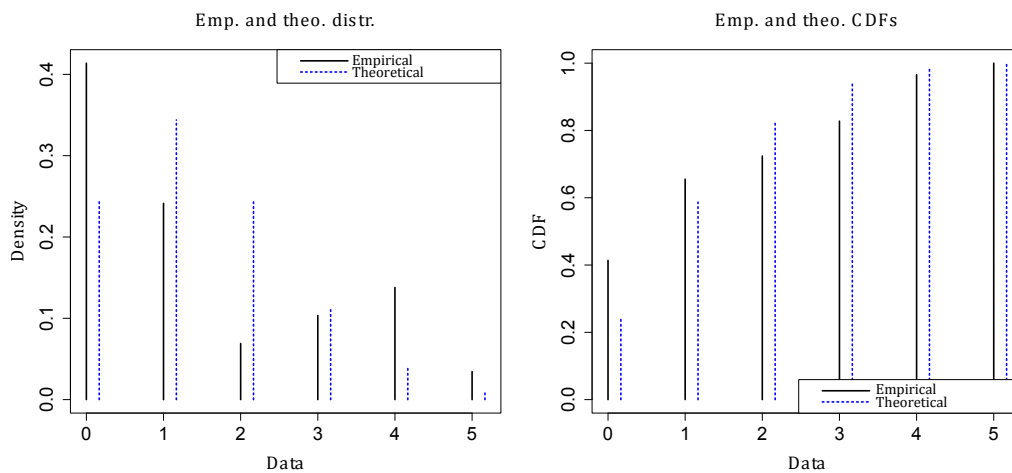 Emp. and theo. distr.
Empirical
Theoretical
0.4
0.3
0.2
0.1
0.0
Density
0 1 2 3 4 5
Data
Emp. and theo. CDFs
1.0
0.8
0.6
0.4
0.2
0.0
CDF
Empirical
Theoretical
0 1 2 3 4 5
Data